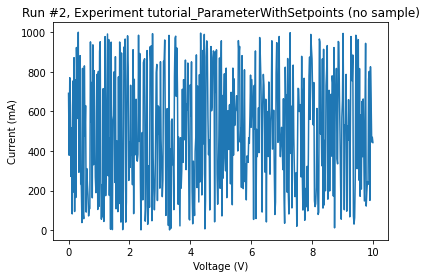 Run #2, Experiment tutorial_ParameterWithSetpoints (no sample)
1000
800
600
400
200
0
Current (mA)
0 2 4 6 8 10
Voltage (V)